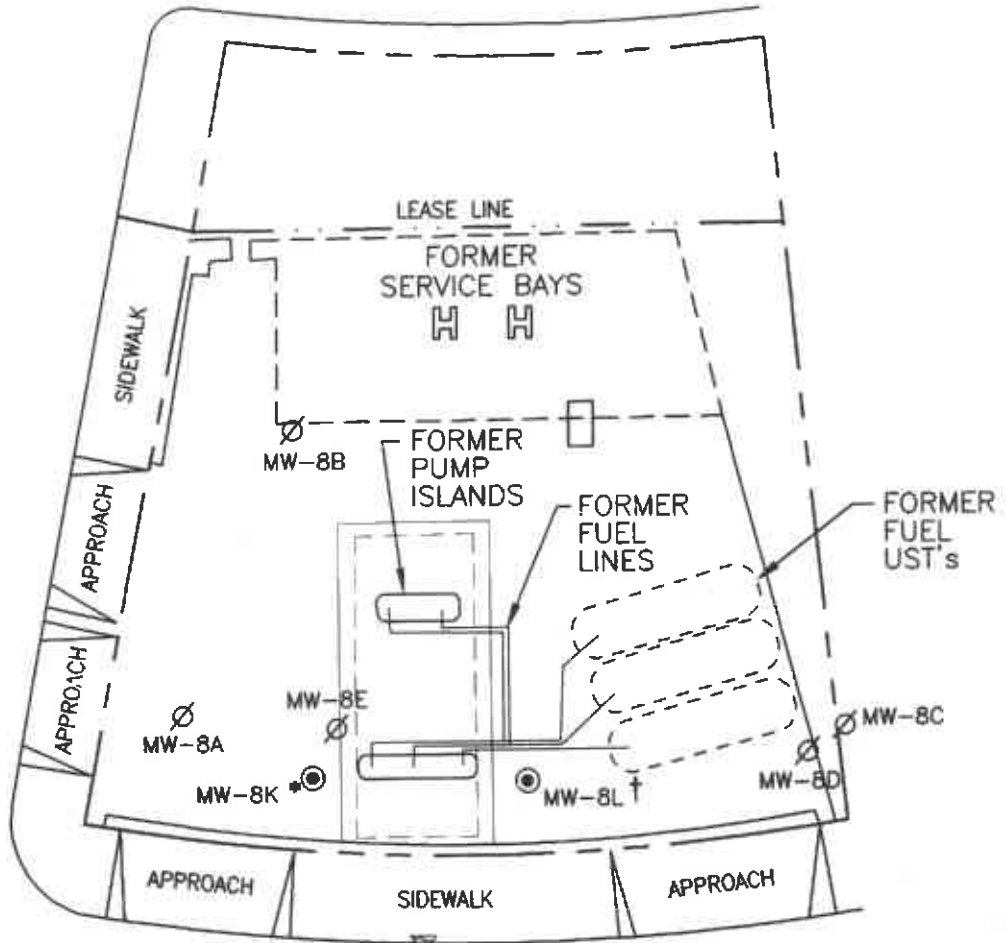 LEASE LINE
FORMER
SERVICE BAYS
SIDEWALK
MW-8B
FORMER
PUMP
ISLANDS
FORMER
FUEL
LINES
FORMER
FUEL
UST's
APPROACH
APPROACH
MW-8E
MW-8A
MW-8C
MW-8D
MW-8K *
MW-8L †
APPROACH
SIDEWALK
APPROACH